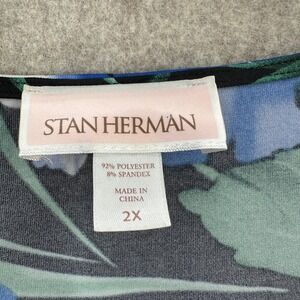 STAN HERMAN
92% POLYESTER
8% SPANDEX
MADE IN
CHINA
2X